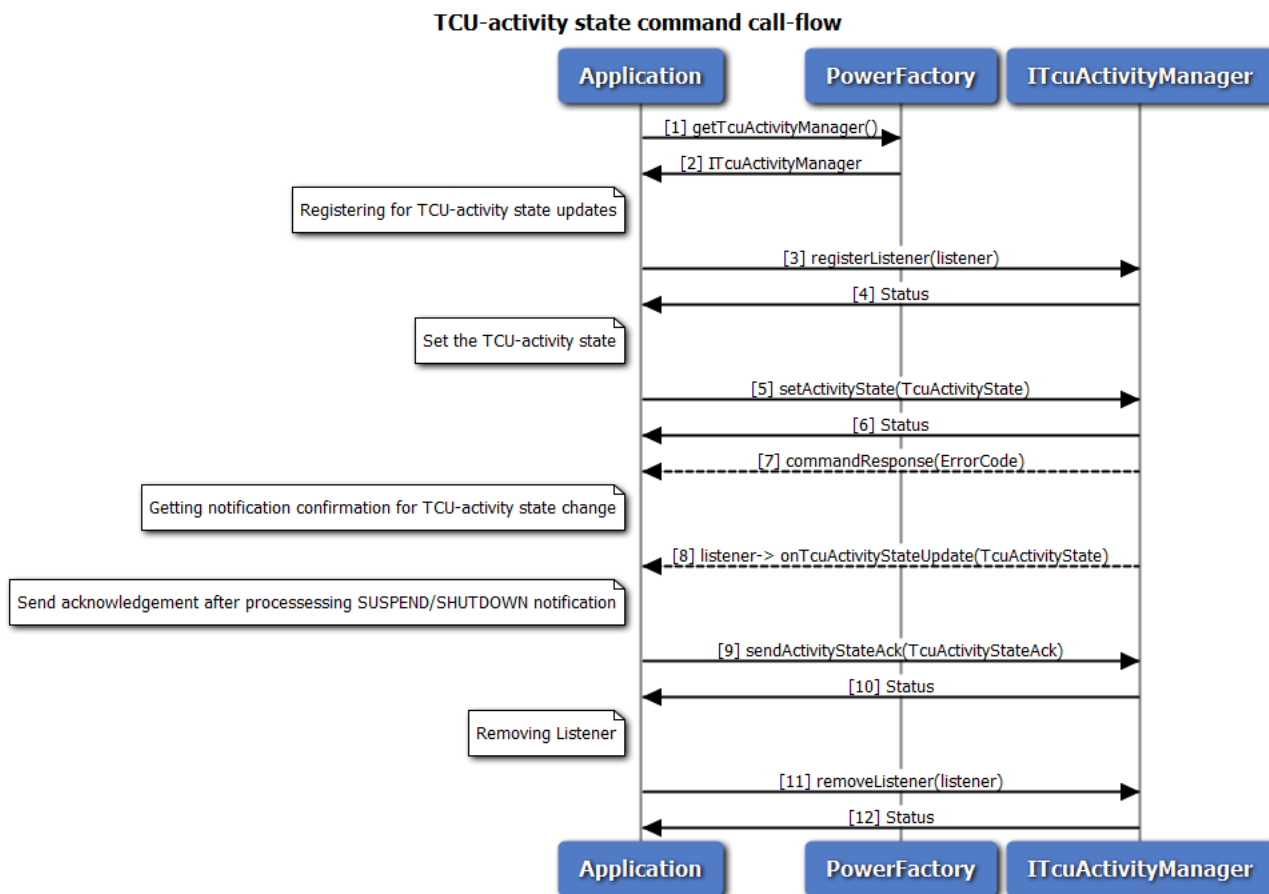 TCU-activity state command call-flow
Application
PowerFactory
ITcuActivityManager
[1] getTcuActivityManager()
[2] ITcuActivityManager
Registering for TCU-activity state updates
[3] registerListener(listener)
[4] Status
Set the TCU-activity state
[5] setActivityState(TcuActivityState)
[6] Status
[7] commandResponse(ErrorCode)
Getting notification confirmation for TCU-activity state change
[8] listener-> onTcuActivityStateUpdate(TcuActivityState)
Send acknowledgement after processessing SUSPEND/SHUTDOWN notification
[9] sendActivityStateAck(TcuActivityStateAck)
[10] Status
Removing Listener
[11] removeListener(listener)
[12] Status
Application
PowerFactory
ITcuActivityManager